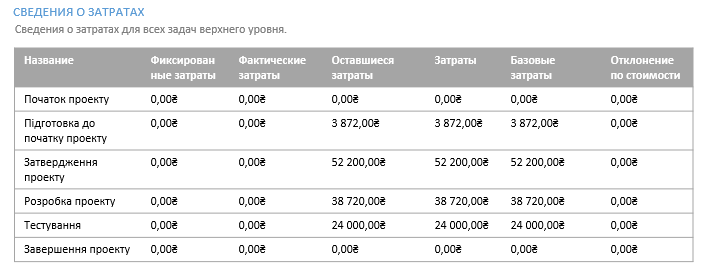 СВЕДЕНИЯ О ЗАТРАТАХ
Сведения о затратах для всех задач верхнего уровня.
Название Фиксирован Фактические Оставшиеся Затраты Базовые Отклонение
ные затраты затраты затраты затраты по стоимости
Початок проекту 0,00₴ 0,00₴ 0,00₴ 0,00₴ 0,00₴ 0,00₴
Підготовка до 0,00₴ 0,00₴ 3 872,00₴ 3 872,00₴ 3 872,00₴ 0,00₴
початку проекту
Затвердження 0,00₴ 0,00₴ 52 200,00₴ 52 200,00₴ 52 200,00₴ 0,00₴
проекту
Розробка проекту 0,00₴ 0,00₴ 38 720,00₴ 38 720,00₴ 38 720,00₴ 0,00₴
Тестування 0,00₴ 0,00₴ 24 000,00₴ 24 000,00₴ 24 000,00₴ 0,00₴
Завершення проекту 0,00₴ 0,00₴ 0,00₴ 0,00₴ 0,00₴ 0,00₴